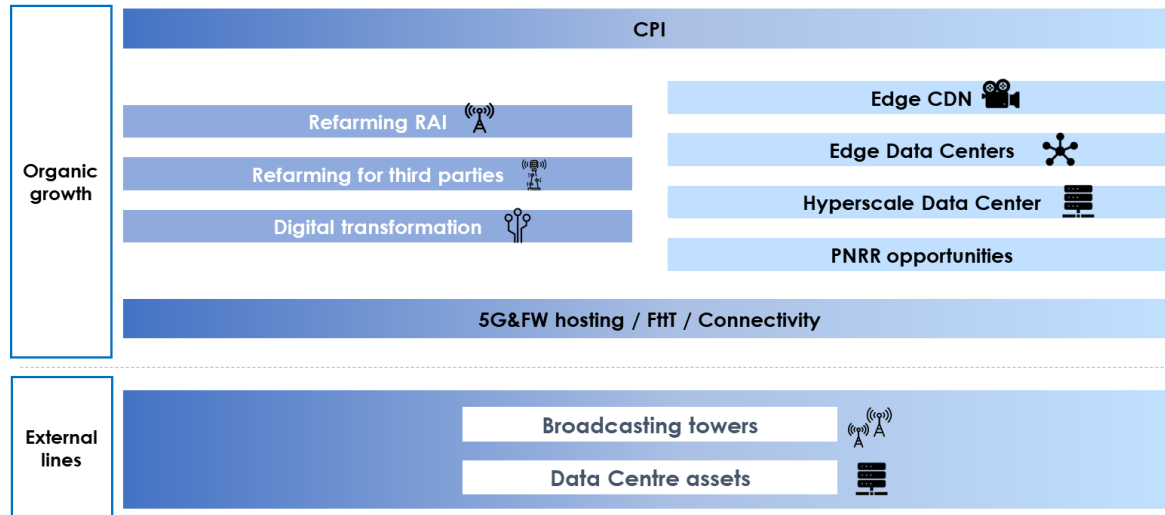 CPI
Organic
growth
Refarming RAI
Refarming for third parties
Digital transformation
Edge CDN
Edge Data Centers
Hyperscale Data Center
PNRR opportunities
5G&FW hosting / FttT / Connectivity
External
lines
Broadcasting towers
Data Centre assets